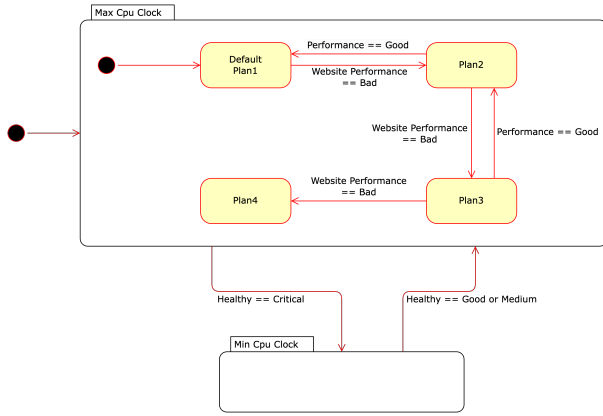 Max Cpu Clock
Performance == Good
Default
Plan1
Website Performance
== Bad
Plan2
Website Performance
== Bad
Performance == Good
Website Performance
== Bad
Plan4
Plan3
Healthy == Critical
Healthy == Good or Medium
Min Cpu Clock